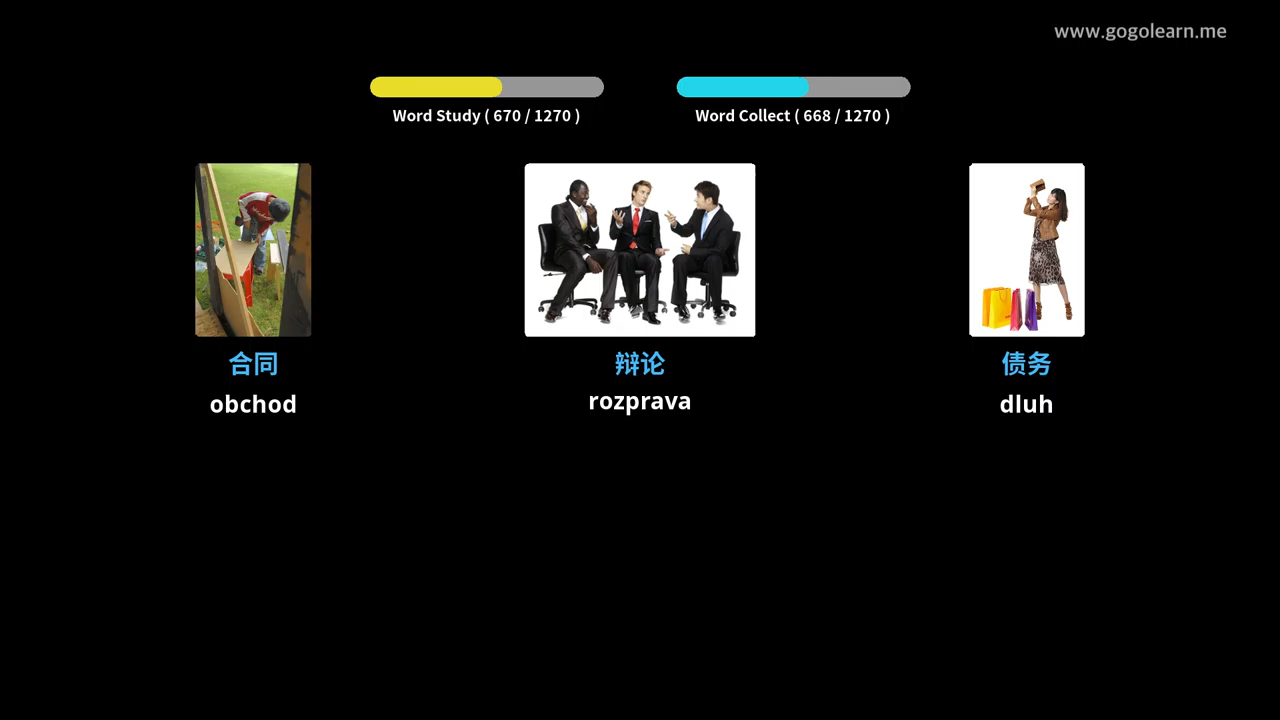 www.gogolearn.me
Word Study ( 670 / 1270 )
Word Collect ( 668 / 1270 )
合同
辩论
债务
obchod
rozprava
dluh